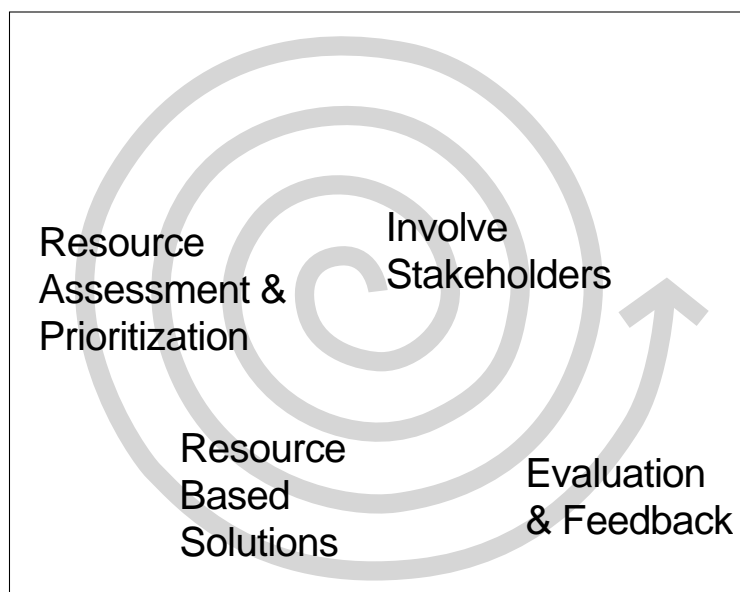 Involve
Stakeholders
Resource
Assessment &
Prioritization
Resource
Based
Solutions
Evaluation
& Feedback